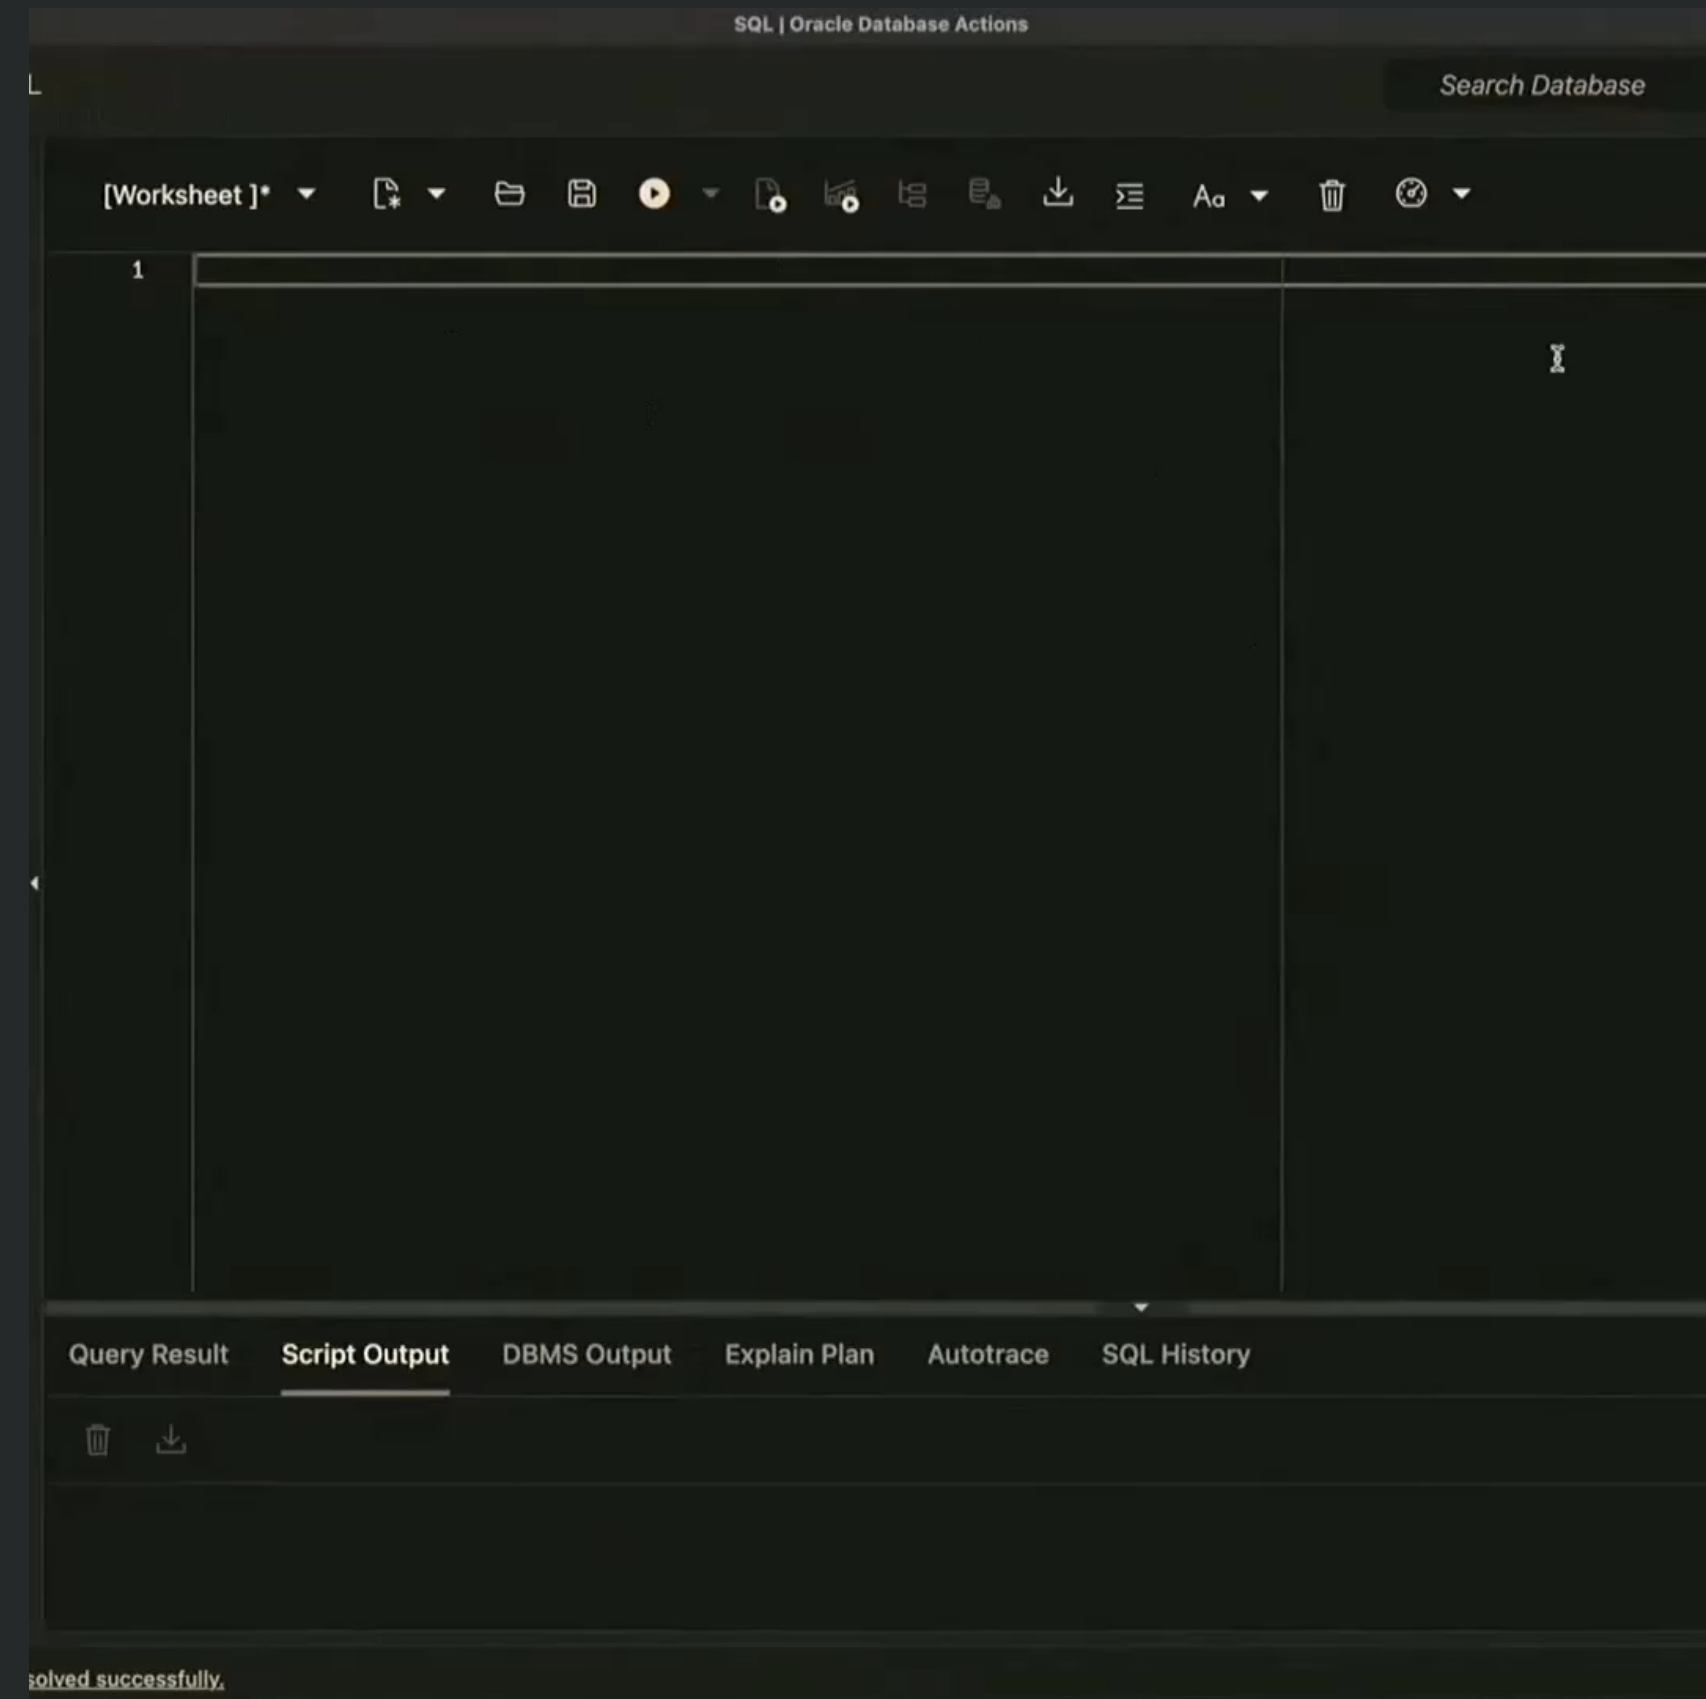 SQL | Oracle Database Actions
L
Search Database
[Worksheet ]*
Aa
1
Query Result
Script Output
DBMS Output
Explain Plan
Autotrace
SQL History
solved successfully.